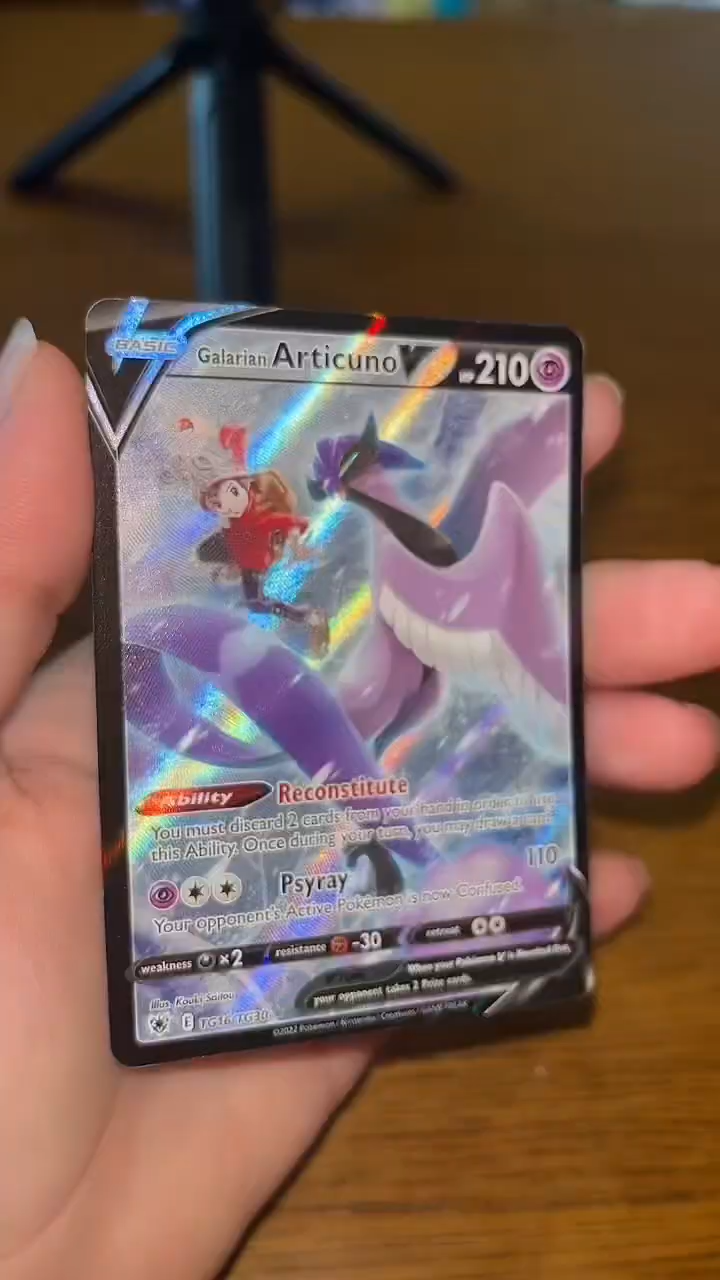 BASIC
Galarian Articuno V HP 210
Ability Reconstitute
You must discard 2 cards from your hand in order to use
this Ability. Once during your turn, you may draw a card.
Psyray 110
Your opponent's Active Pokémon is now Confused.
weakness ×2 resistance -30 retreat
When your Pokémon V is Knocked Out,
your opponent takes 2 Prize cards.
Illus. Kouki Saitou
E TG16/TG30
©2022 Pokémon / Nintendo / Creatures / GAME FREAK